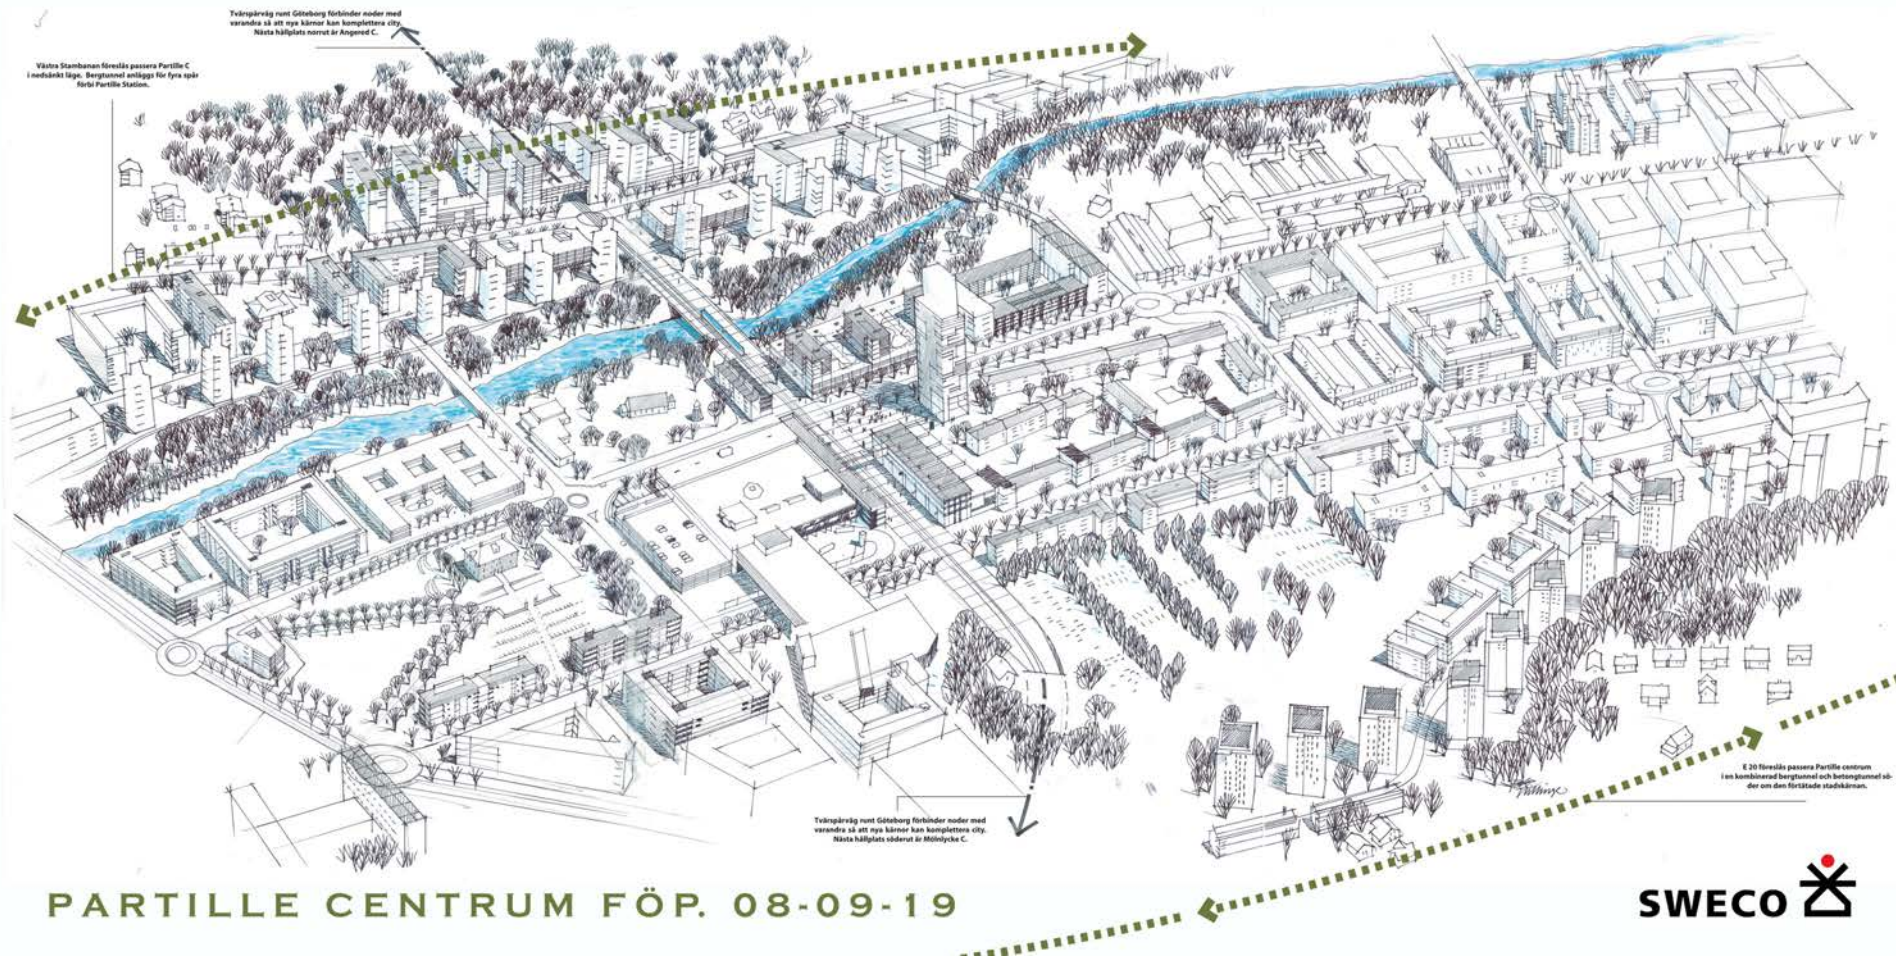 Tvärspårväg runt Göteborg förbinder noder med
varandra så att nya kärnor kan komplettera city.
Nästa hållplats norrut är Angered C.
Västra Stambanan föreslås passera Partille C
i nedsänkt läge. Bergtunnel anläggs för fyra spår
förbi Partille Station.
E 20 föreslås passera Partille centrum
i en kombinerad bergtunnel och betongtunnel sö-
der om den förtätade stadskärnan.
Tvärspårväg runt Göteborg förbinder noder med
varandra så att nya kärnor kan komplettera city.
Nästa hållplats söderut är Mölnlycke C.
PARTILLE CENTRUM FÖP. 08-09-19
SWECO